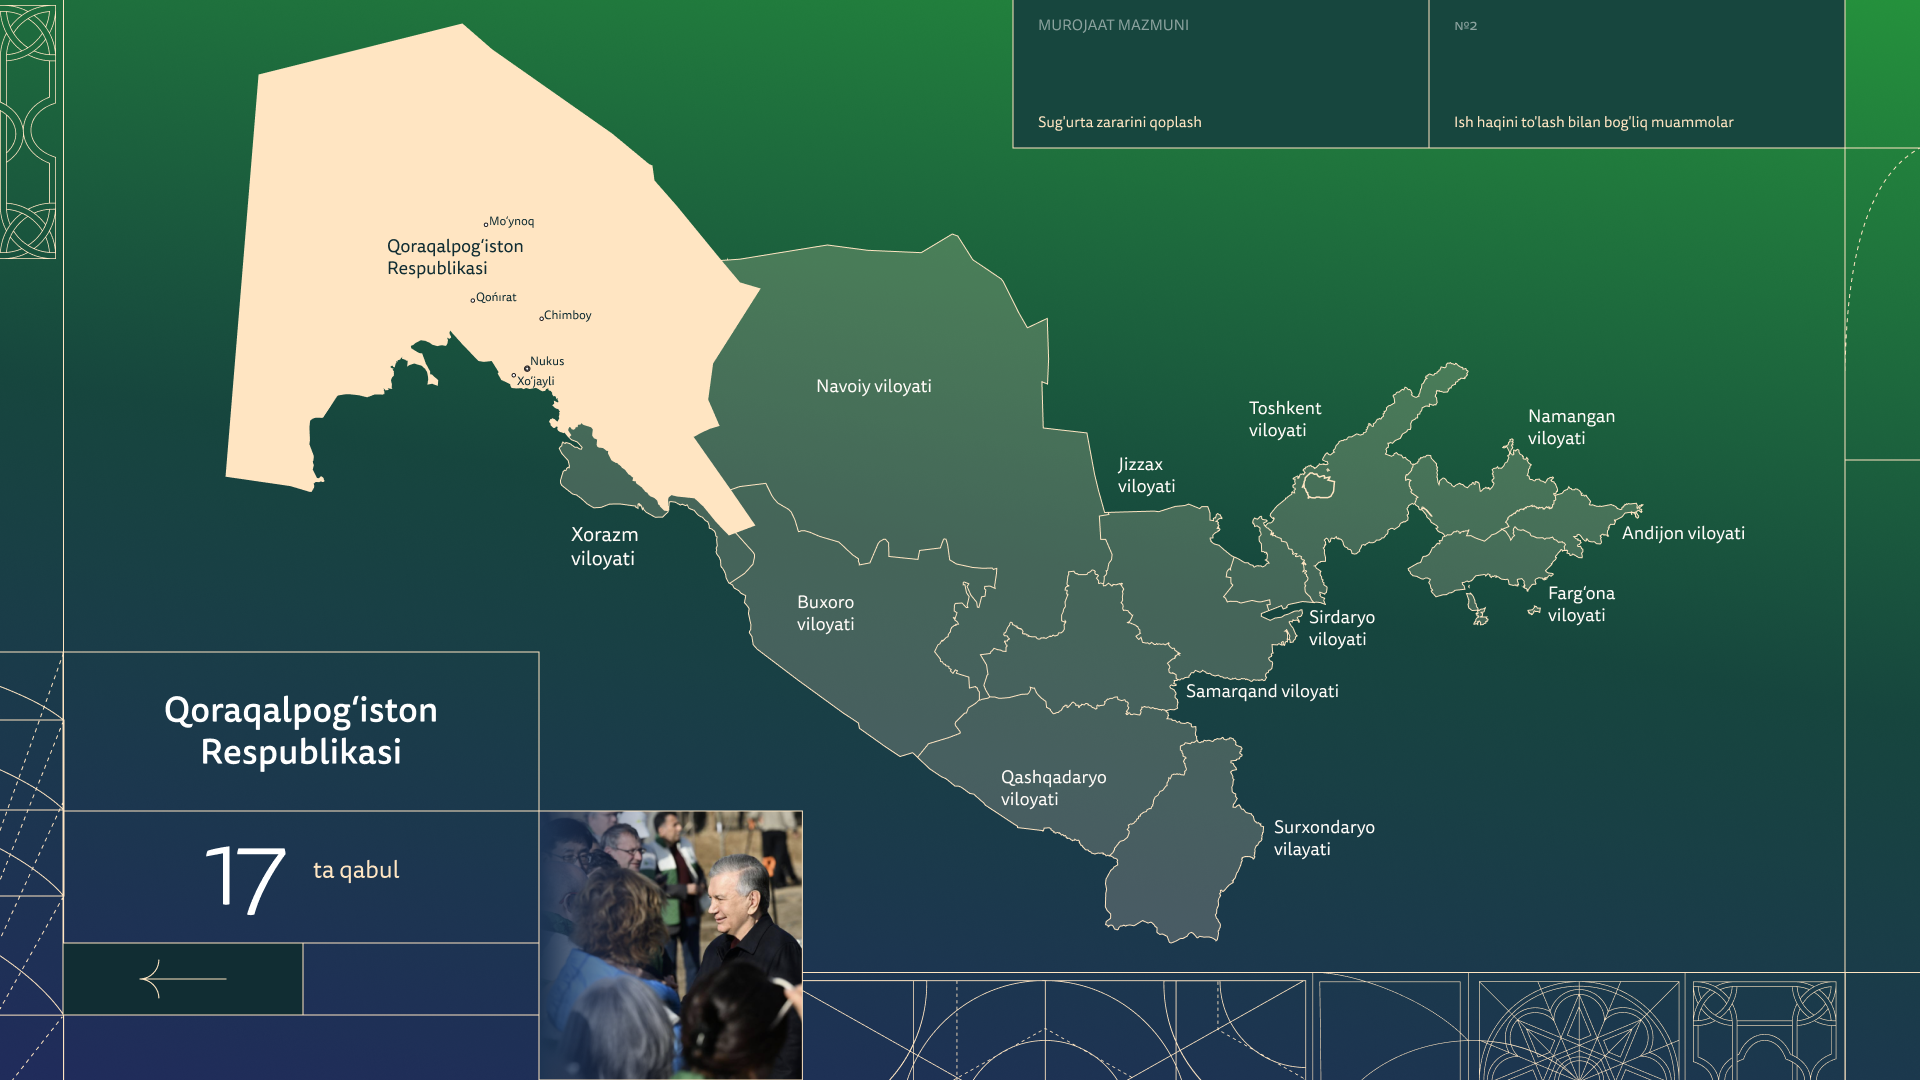 MUROJAAT MAZMUNI
№2
Sug'urta zararini qoplash
Ish haqini to'lash bilan bog'liq muammolar
Mo‘ynoq
Qoraqalpog‘iston
Respublikasi
Qońırat
Chimboy
Nukus
Xo‘jayli
Navoiy viloyati
Toshkent
viloyati
Namangan
viloyati
Jizzax
viloyati
Andijon viloyati
Xorazm
viloyati
Buxoro
viloyati
Farg‘ona
viloyati
Sirdaryo
viloyati
Samarqand viloyati
Qoraqalpog‘iston
Respublikasi
Qashqadaryo
viloyati
Surxondaryo
vilayati
17
ta qabul